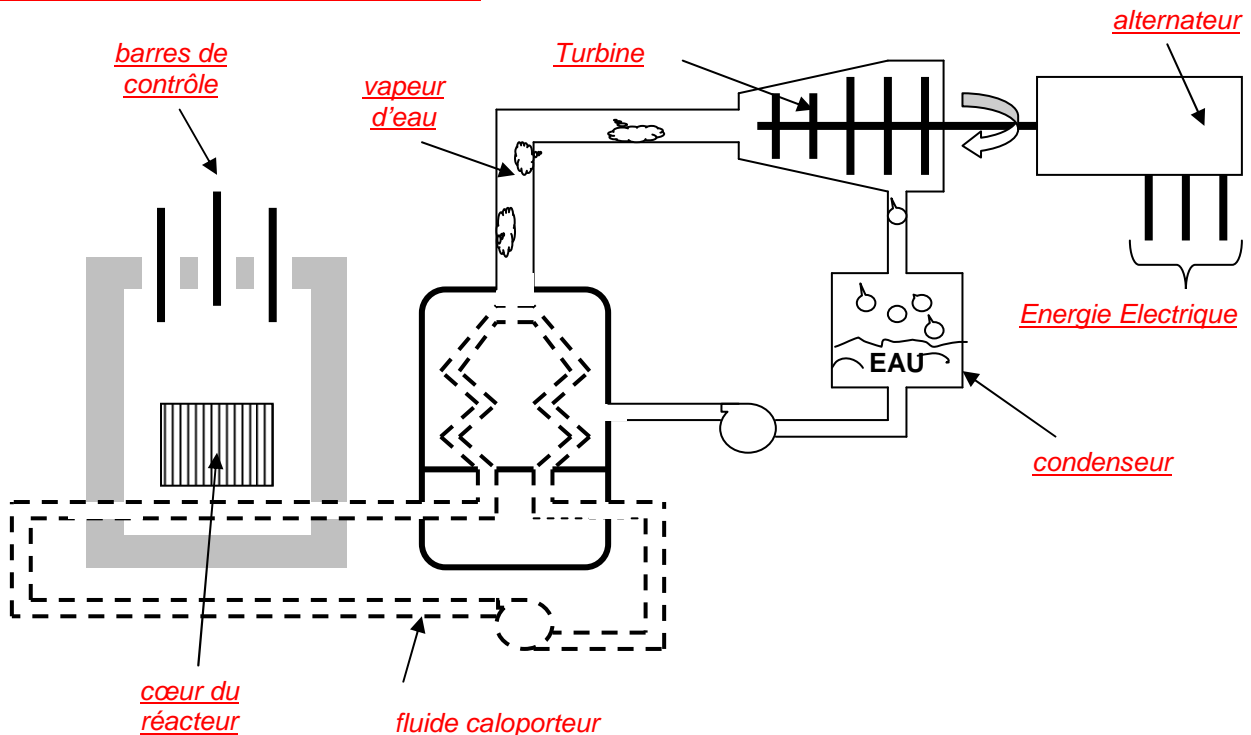 alternateur
barres de
contrôle
Turbine
vapeur
d'eau
Energie Electrique
EAU
condenseur
cœur du
réacteur
fluide caloporteur